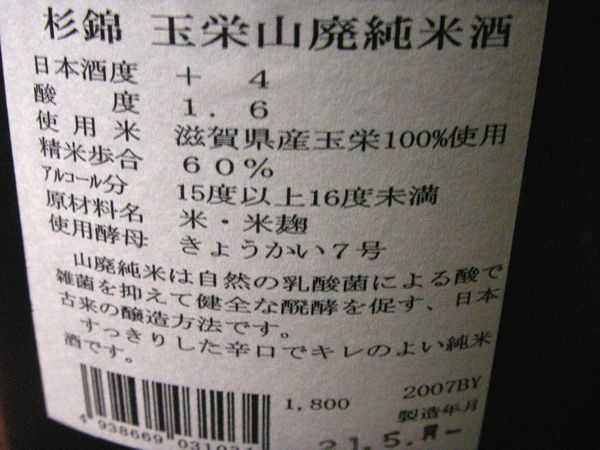 杉錦 玉栄山廃純米酒
日本酒度 ＋ 4
酸度 1．6
使用米 滋賀県産玉栄100%使用
精米歩合 60％
アルコール分 15度以上16度未満
原材料名 米・米麹
使用酵母 きょうかい7号
山廃純米は自然の乳酸菌による酸で
雑菌を抑えて健全な醗酵を促す、日本
古来の醸造方法です。
すっきりした辛口でキレのよい純米
酒です。
1,800 2007BY
製造年月
4 938669
21.5.